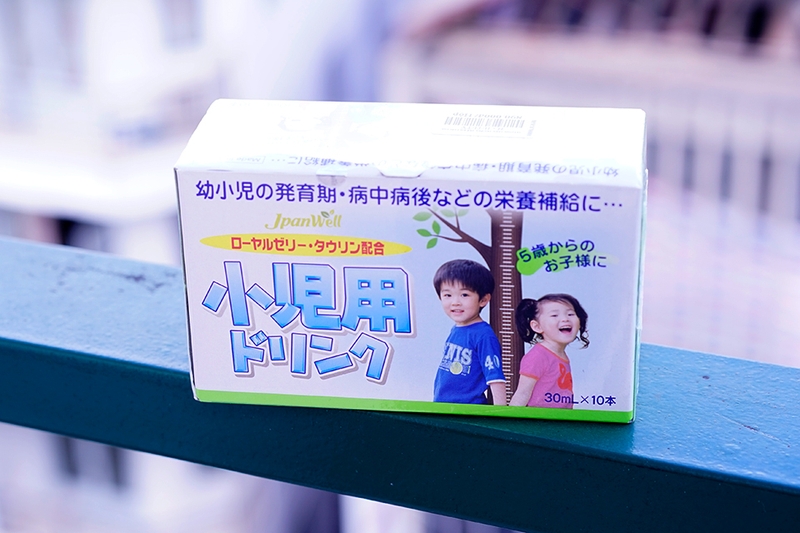 幼小児の発育期・病中病後などの栄養補給に…
JpanWell
ローヤルゼリー・タウリン配合
小児用
ドリンク
5歳からの
お子様に
40
30mL×10本